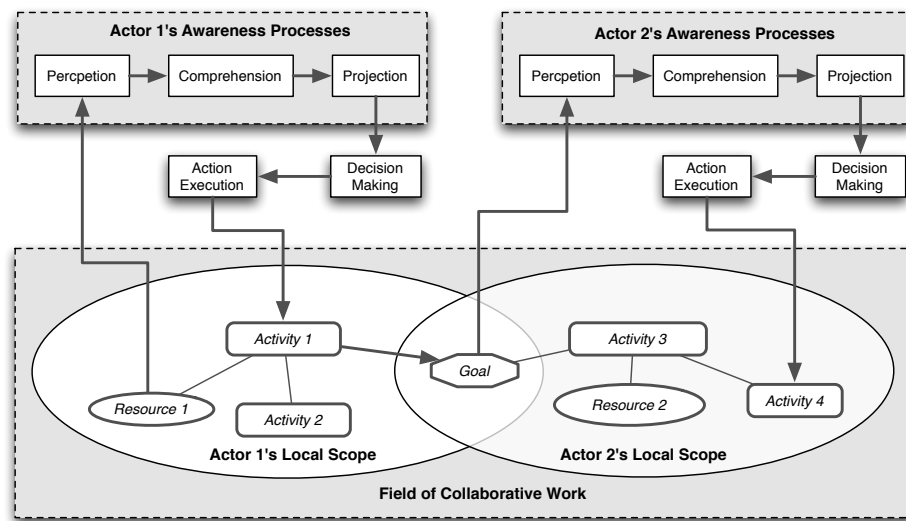 Actor 1's Awareness Processes
Percpetion
Comprehension
Projection
Action
Execution
Decision
Making
Actor 2's Awareness Processes
Percpetion
Comprehension
Projection
Action
Execution
Decision
Making
Activity 1
Resource 1
Activity 2
Actor 1's Local Scope
Goal
Activity 3
Resource 2
Activity 4
Actor 2's Local Scope
Field of Collaborative Work